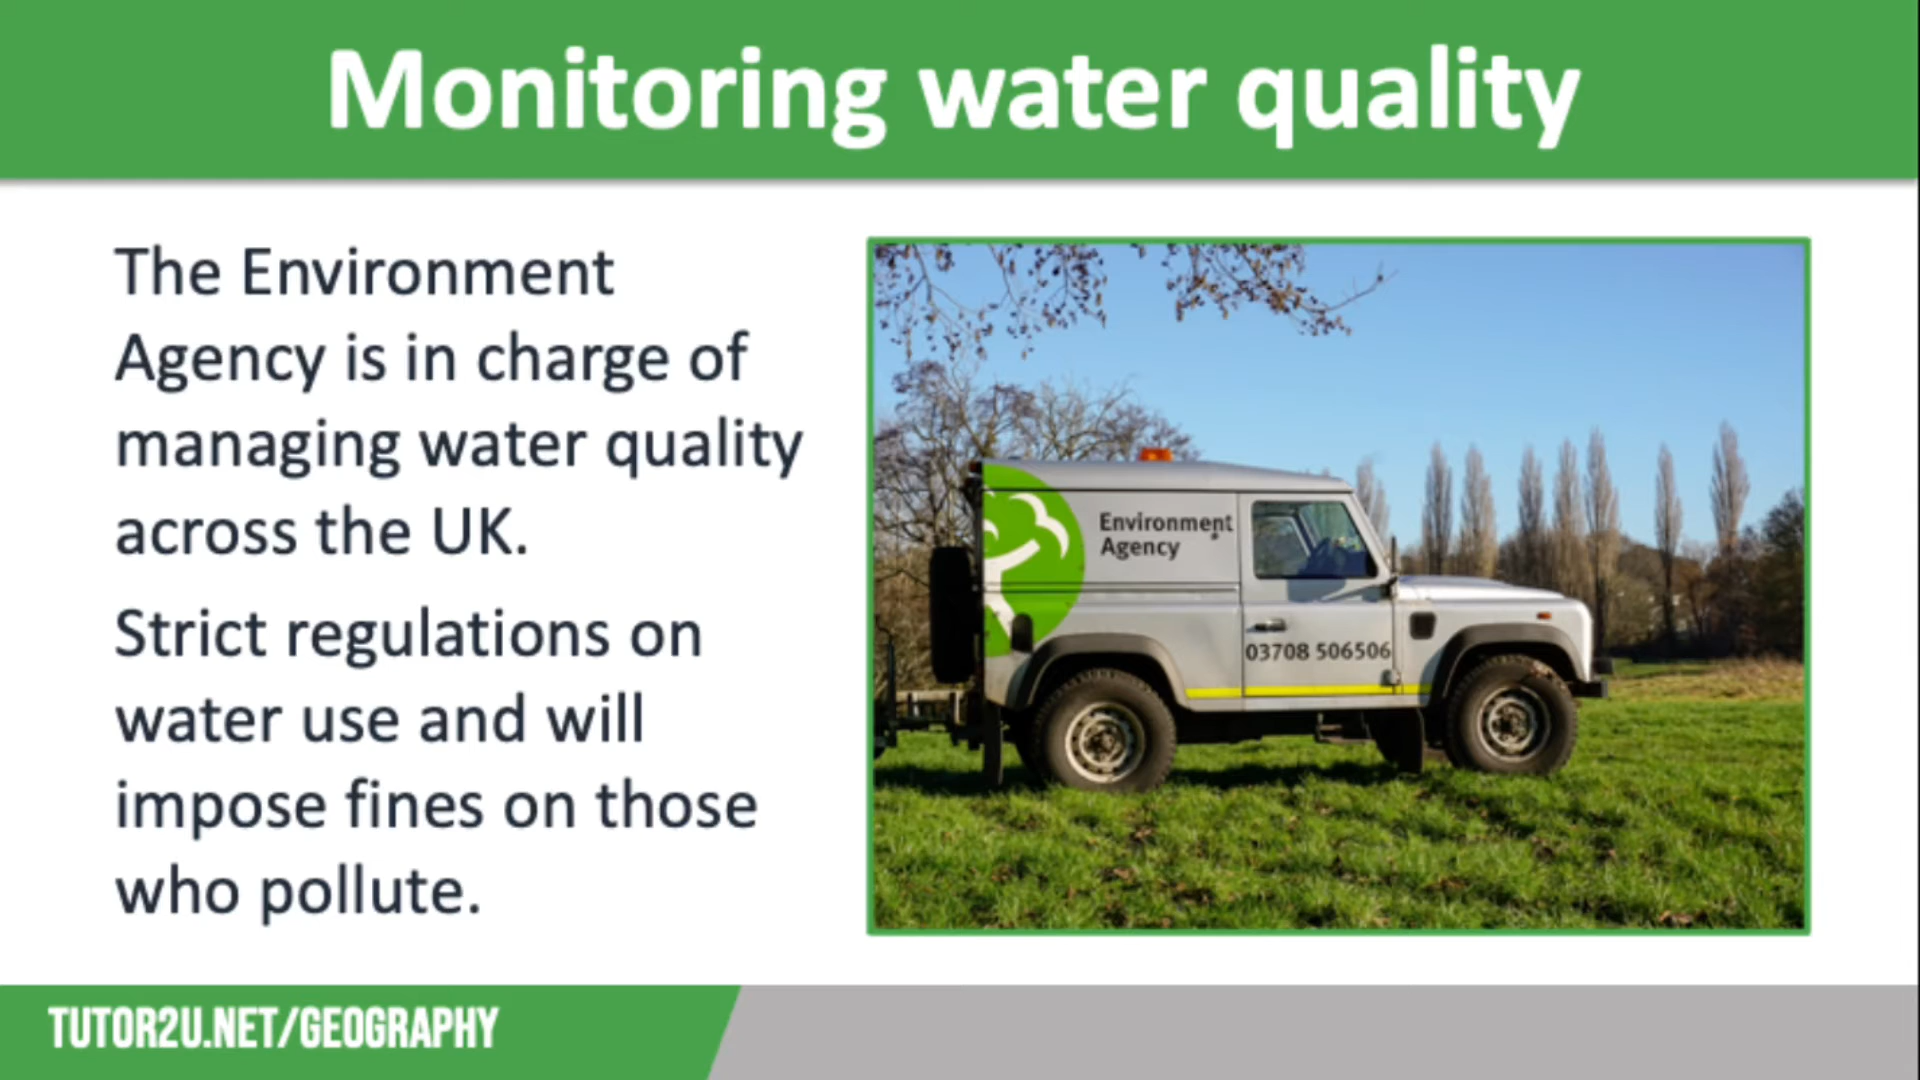 Monitoring water quality
The Environment
Agency is in charge of
managing water quality
across the UK.
Strict regulations on
water use and will
impose fines on those
who pollute.
Environment
Agency
03708 506506
TUTOR2U.NET/GEOGRAPHY